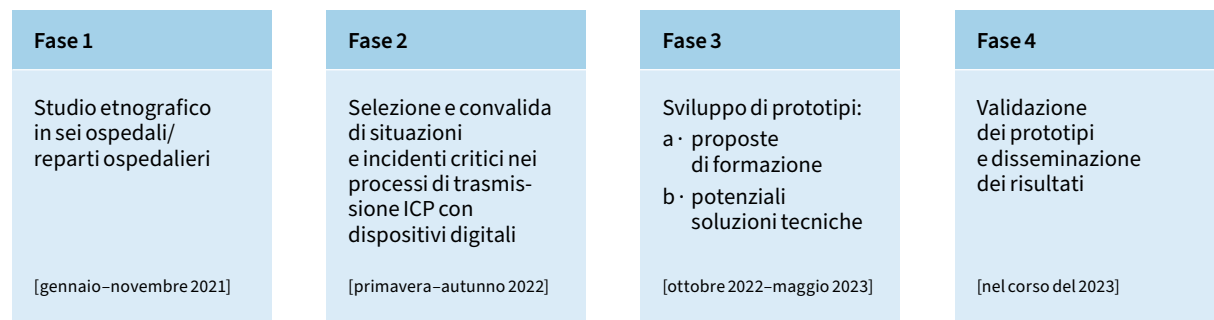 Fase 1
Studio etnografico
in sei ospedali/
reparti ospedalieri
[gennaio–novembre 2021]
Fase 2
Selezione e convalida
di situazioni
e incidenti critici nei
processi di trasmis-
sione ICP con
dispositivi digitali
[primavera–autunno 2022]
Fase 3
Sviluppo di prototipi:
a · proposte
di formazione
b · potenziali
soluzioni tecniche
[ottobre 2022–maggio 2023]
Fase 4
Validazione
dei prototipi
e disseminazione
dei risultati
[nel corso del 2023]